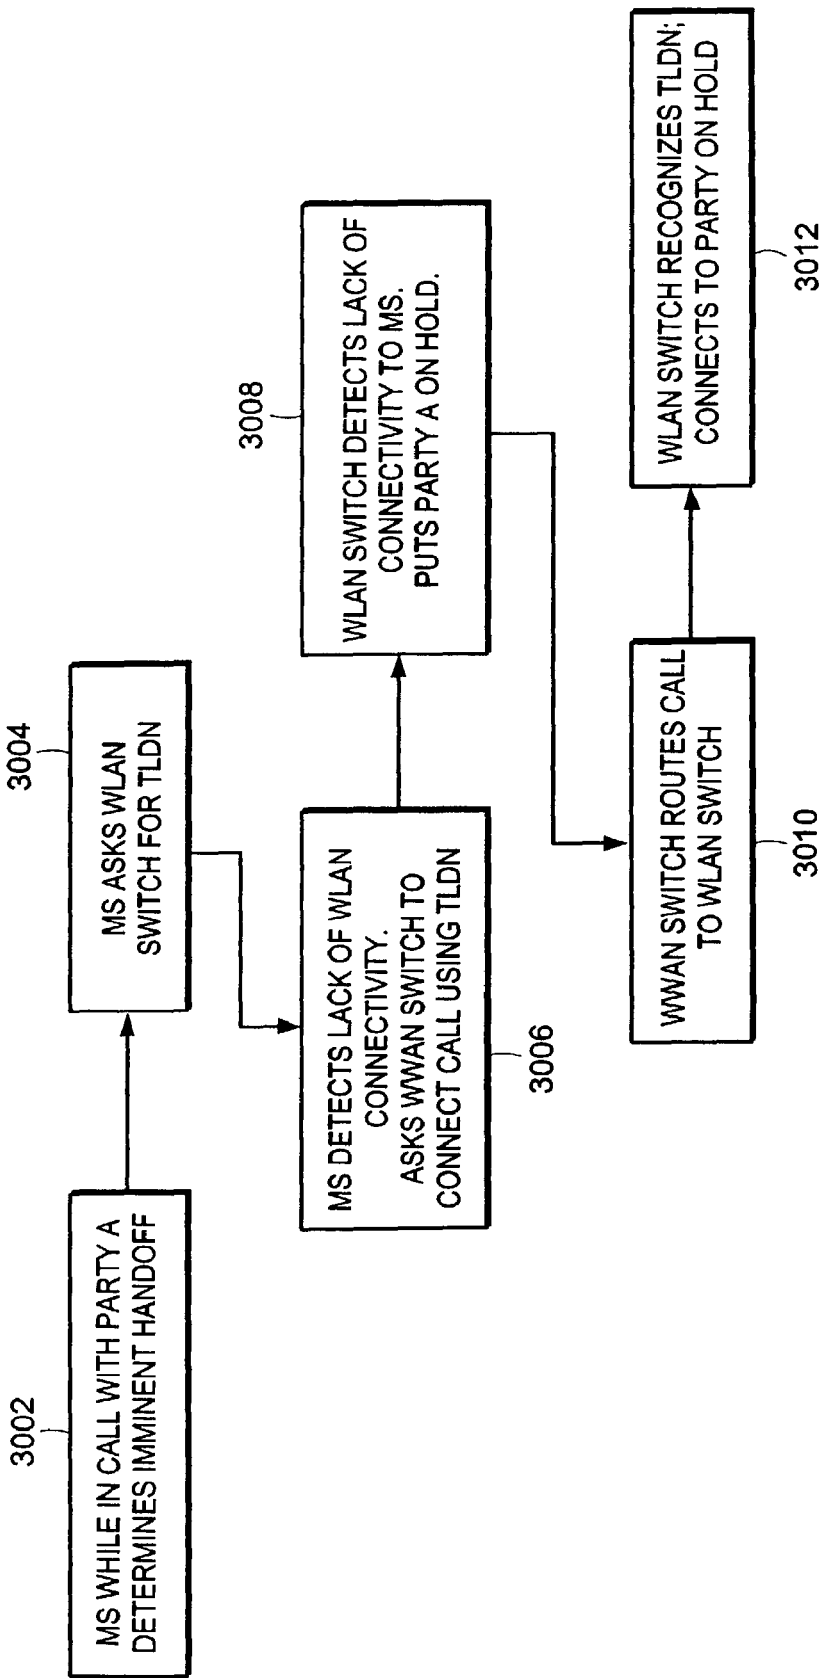 3002
MS WHILE IN CALL WITH PARTY A
DETERMINES IMMINENT HANDOFF
3004
MS ASKS WLAN
SWITCH FOR TLDN
MS DETECTS LACK OF WLAN
CONNECTIVITY.
ASKS WWAN SWITCH TO
CONNECT CALL USING TLDN
3006
3008
WLAN SWITCH DETECTS LACK OF
CONNECTIVITY TO MS.
PUTS PARTY A ON HOLD.
WWAN SWITCH ROUTES CALL
TO WLAN SWITCH
3010
WLAN SWITCH RECOGNIZES TLDN;
CONNECTS TO PARTY ON HOLD
3012